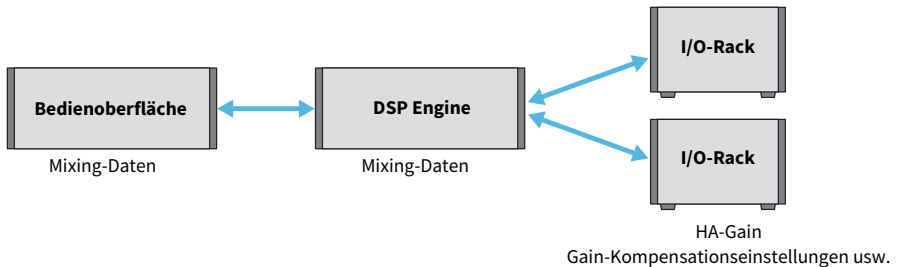 Bedienoberfläche
Mixing-Daten
DSP Engine
Mixing-Daten
I/O-Rack
I/O-Rack
HA-Gain
Gain-Kompensationseinstellungen usw.